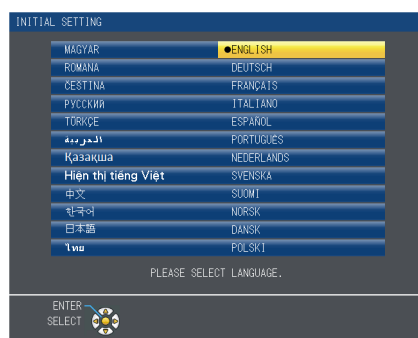 INITIAL SETTING
MAGYAR ●ENGLISH
ROMANA DEUTSCH
ČEŠTINA FRANÇAIS
РУССКИЙ ITALIANO
TÜRKÇE ESPAÑOL
العربية PORTUGUÊS
Қазақша NEDERLANDS
Hiện thị tiếng Việt SVENSKA
中文 SUOMI
한국어 NORSK
日本語 DANSK
ไทย POLSKI
PLEASE SELECT LANGUAGE.
ENTER
SELECT